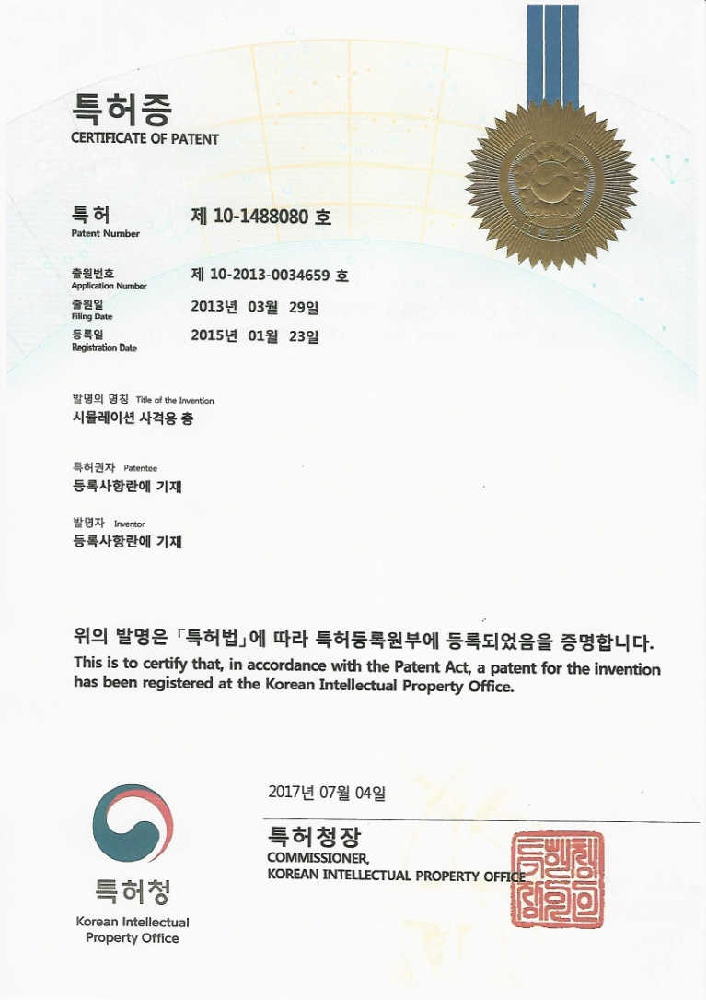 특허증
CERTIFICATE OF PATENT
특허 제 10-1488080 호
Patent Number
출원번호 제 10-2013-0034659 호
Application Number
출원일 2013년 03월 29일
Filing Date
등록일 2015년 01월 23일
Registration Date
발명의 명칭 Title of the Invention
시뮬레이션 사격용 총
특허권자 Patentee
등록사항란에 기재
발명자 Inventor
등록사항란에 기재
위의 발명은 「특허법」에 따라 특허등록원부에 등록되었음을 증명합니다.
This is to certify that, in accordance with the Patent Act, a patent for the invention
has been registered at the Korean Intellectual Property Office.
2017년 07월 04일
특허청장
COMMISSIONER,
KOREAN INTELLECTUAL PROPERTY OFFICE
특허청
Korean Intellectual
Property Office